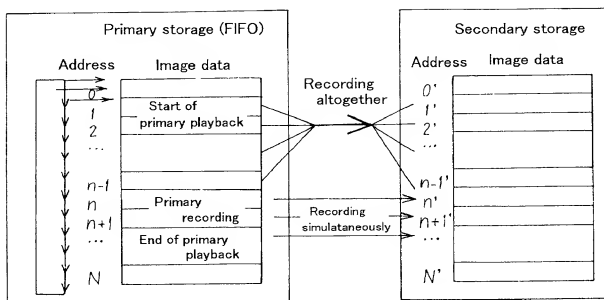 Primary storage (FIFO)
Address
Image data
0
1
2
...
n-1
n
n+1
...
N
Start of
primary playback
Primary
recording
End of primary
playback
Recording
altogether
Recording
simulataneously
Secondary storage
Address
Image data
0'
1'
2'
...
n-1'
n'
n+1'
...
N'